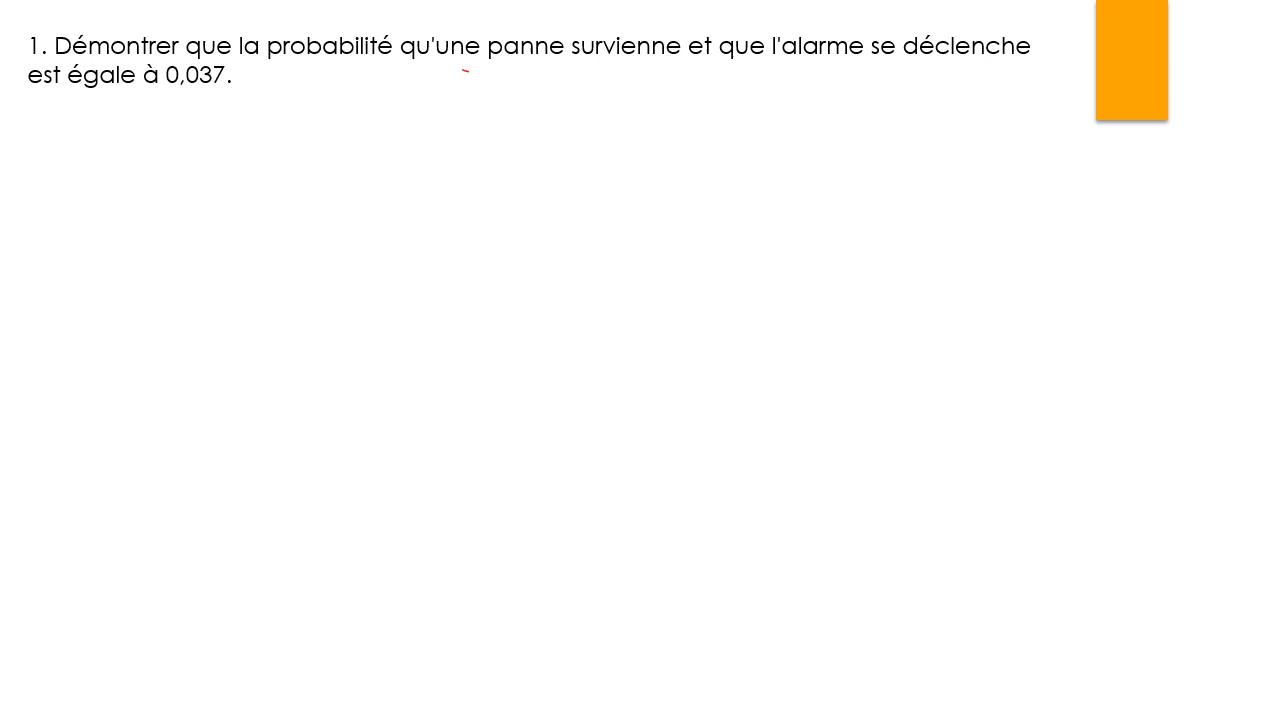 1. Démontrer que la probabilité qu'une panne survienne et que l'alarme se déclenche
est égale à 0,037.